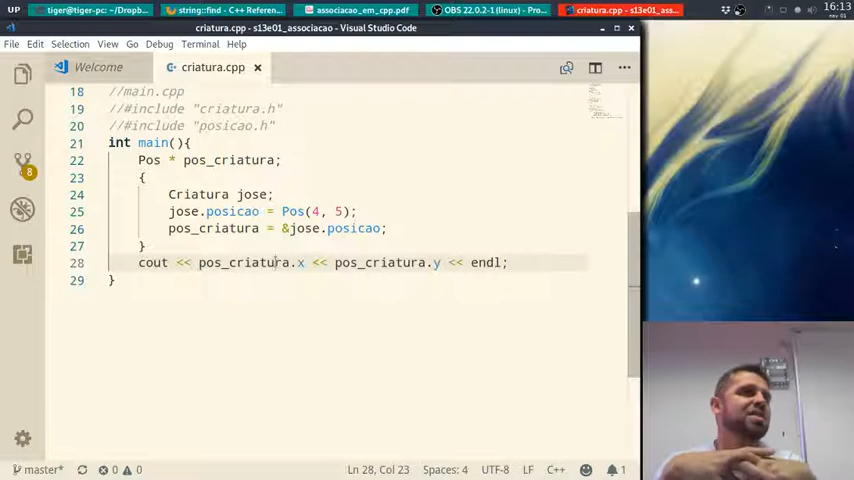 UP tiger@tiger-pc: ~/Dropb... string::find - C++ Referen... associacao_em_cpp.pdf OBS 22.0.2-1 (linux) - Pro... criatura.cpp - s13e01_ass... 16:13
nov 01
criatura.cpp - s13e01_associacao - Visual Studio Code
File Edit Selection View Go Debug Terminal Help
Welcome criatura.cpp
18 //main.cpp
19 //#include "criatura.h"
20 //#include "posicao.h"
21 int main(){
22 Pos * pos_criatura;
23 {
24 Criatura jose;
25 jose.posicao = Pos(4, 5);
26 pos_criatura = &jose.posicao;
27 }
28 cout << pos_criatura.x << pos_criatura.y << endl;
29 }
8
master* 0 0 Ln 28, Col 23 Spaces: 4 UTF-8 LF C++ 1